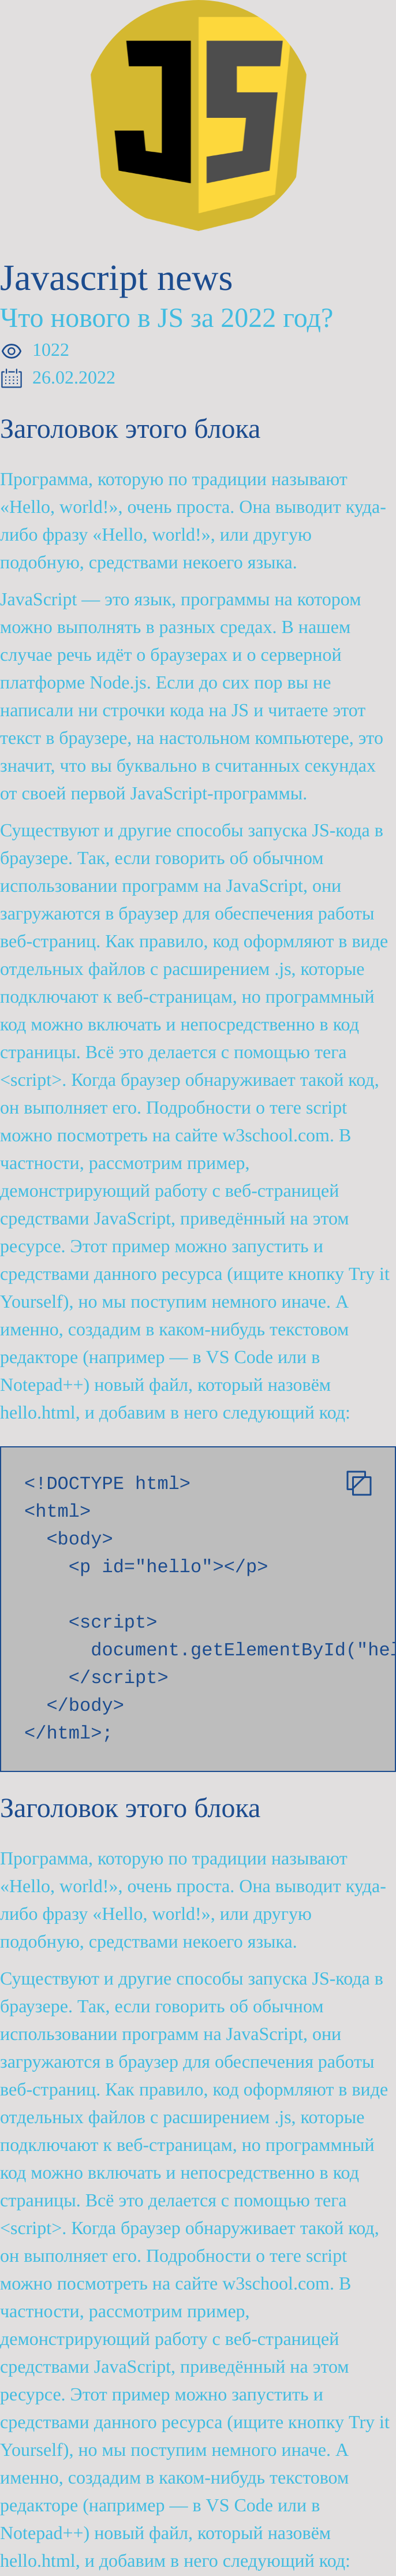 JS
Javascript news
Что нового в JS за 2022 год?
1022
26.02.2022
Заголовок этого блока
Программа, которую по традиции называют
«Hello, world!», очень проста. Она выводит куда-
либо фразу «Hello, world!», или другую
подобную, средствами некоего языка.
JavaScript — это язык, программы на котором
можно выполнять в разных средах. В нашем
случае речь идёт о браузерах и о серверной
платформе Node.js. Если до сих пор вы не
написали ни строчки кода на JS и читаете этот
текст в браузере, на настольном компьютере, это
значит, что вы буквально в считанных секундах
от своей первой JavaScript-программы.
Существуют и другие способы запуска JS-кода в
браузере. Так, если говорить об обычном
использовании программ на JavaScript, они
загружаются в браузер для обеспечения работы
веб-страниц. Как правило, код оформляют в виде
отдельных файлов с расширением .js, которые
подключают к веб-страницам, но программный
код можно включать и непосредственно в код
страницы. Всё это делается с помощью тега
<script>. Когда браузер обнаруживает такой код,
он выполняет его. Подробности о теге script
можно посмотреть на сайте w3school.com. В
частности, рассмотрим пример,
демонстрирующий работу с веб-страницей
средствами JavaScript, приведённый на этом
ресурсе. Этот пример можно запустить и
средствами данного ресурса (ищите кнопку Try it
Yourself), но мы поступим немного иначе. А
именно, создадим в каком-нибудь текстовом
редакторе (например — в VS Code или в
Notepad++) новый файл, который назовём
hello.html, и добавим в него следующий код:
<!DOCTYPE html>
<html>
  <body>
    <p id="hello"></p>
    <script>
      document.getElementById("hel
    </script>
  </body>
</html>;
Заголовок этого блока
Программа, которую по традиции называют
«Hello, world!», очень проста. Она выводит куда-
либо фразу «Hello, world!», или другую
подобную, средствами некоего языка.
Существуют и другие способы запуска JS-кода в
браузере. Так, если говорить об обычном
использовании программ на JavaScript, они
загружаются в браузер для обеспечения работы
веб-страниц. Как правило, код оформляют в виде
отдельных файлов с расширением .js, которые
подключают к веб-страницам, но программный
код можно включать и непосредственно в код
страницы. Всё это делается с помощью тега
<script>. Когда браузер обнаруживает такой код,
он выполняет его. Подробности о теге script
можно посмотреть на сайте w3school.com. В
частности, рассмотрим пример,
демонстрирующий работу с веб-страницей
средствами JavaScript, приведённый на этом
ресурсе. Этот пример можно запустить и
средствами данного ресурса (ищите кнопку Try it
Yourself), но мы поступим немного иначе. А
именно, создадим в каком-нибудь текстовом
редакторе (например — в VS Code или в
Notepad++) новый файл, который назовём
hello.html, и добавим в него следующий код: